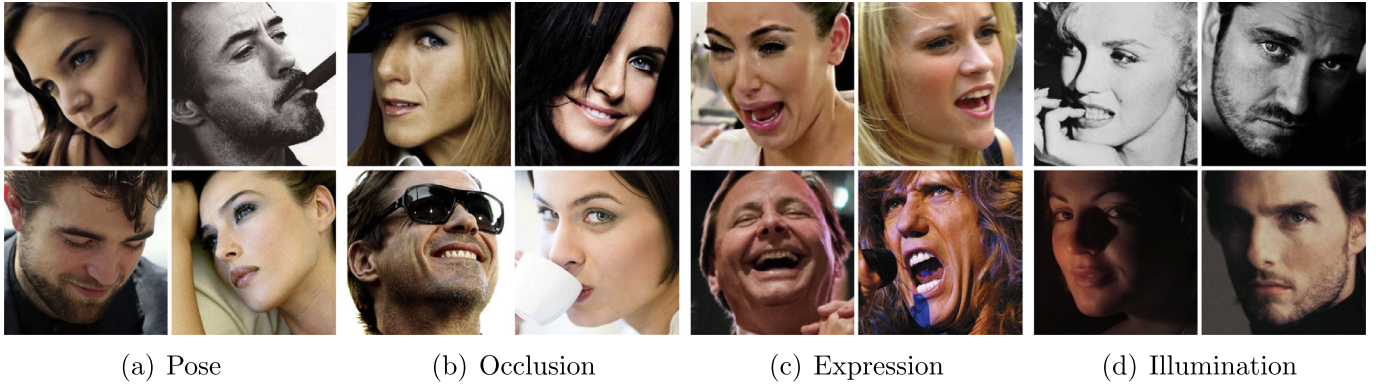 (a) Pose
(b) Occlusion
(c) Expression
(d) Illumination